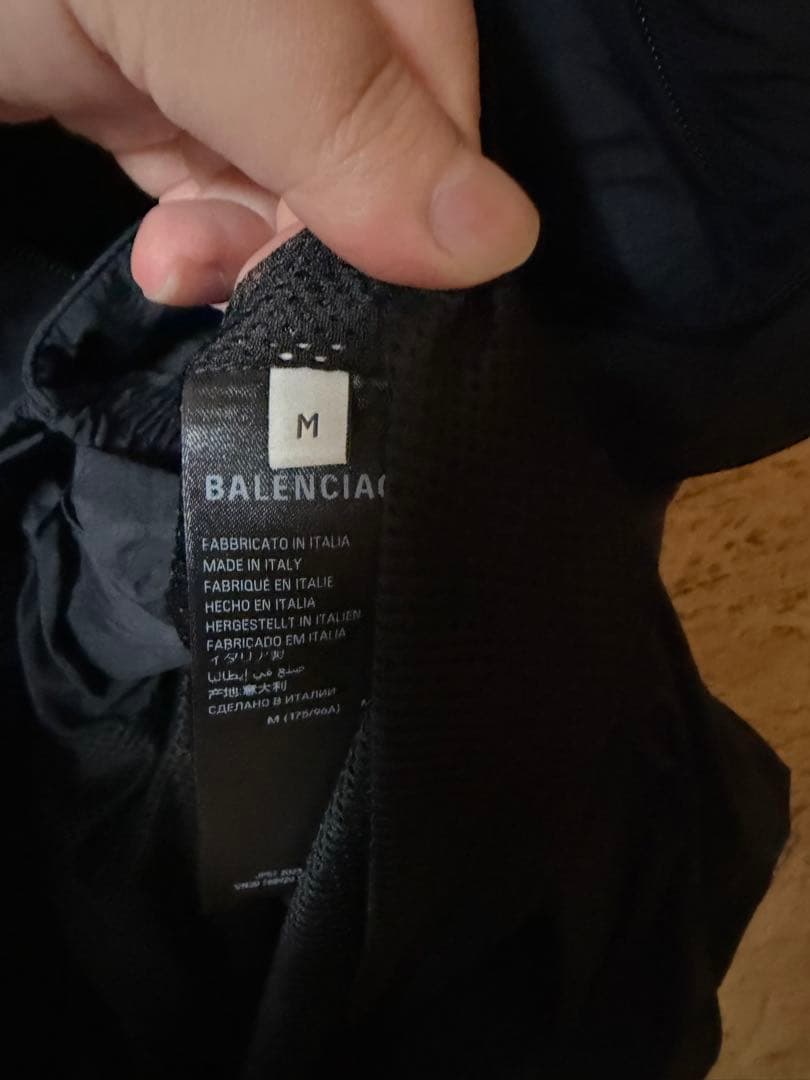 M
BALENCIAG
FABBRICATO IN ITALIA
MADE IN ITALY
FABRIQUÉ EN ITALIE
HECHO EN ITALIA
HERGESTELLT IN ITALIEN
FABRICADO EM ITALIA
イタリア製
صنع في إيطاليا
产地:意大利
СДЕЛАНО В ИТАЛИИ
M (175/96A)